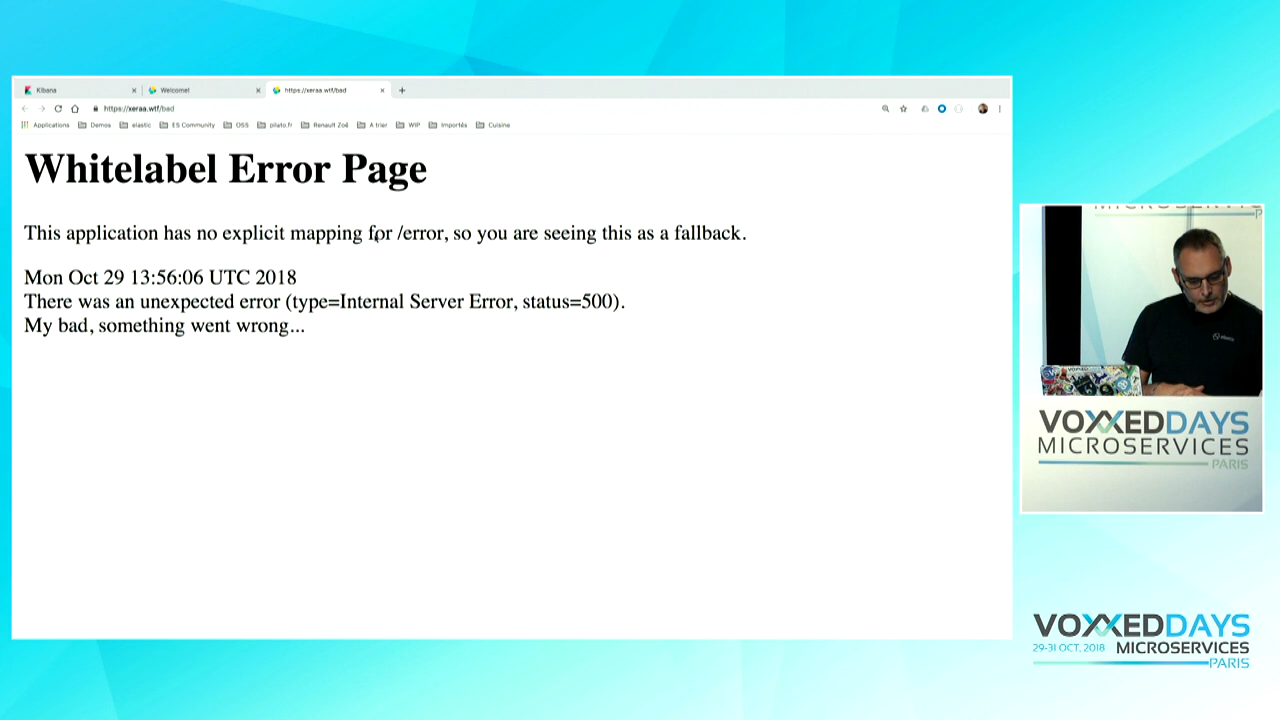 Kibana
Welcome!
https://xeraa.wtf/bad
https://xeraa.wtf/bad
Applications Demos elastic ES Community OSS pilato.fr Renault Zoé A trier WIP Importés Cuisine
Whitelabel Error Page
This application has no explicit mapping for /error, so you are seeing this as a fallback.
Mon Oct 29 13:56:06 UTC 2018
There was an unexpected error (type=Internal Server Error, status=500).
My bad, something went wrong...
VOXXEDDAYS
MICROSERVICES
PARIS
VOXXEDDAYS
29-31 OCT, 2018 MICROSERVICES
PARIS